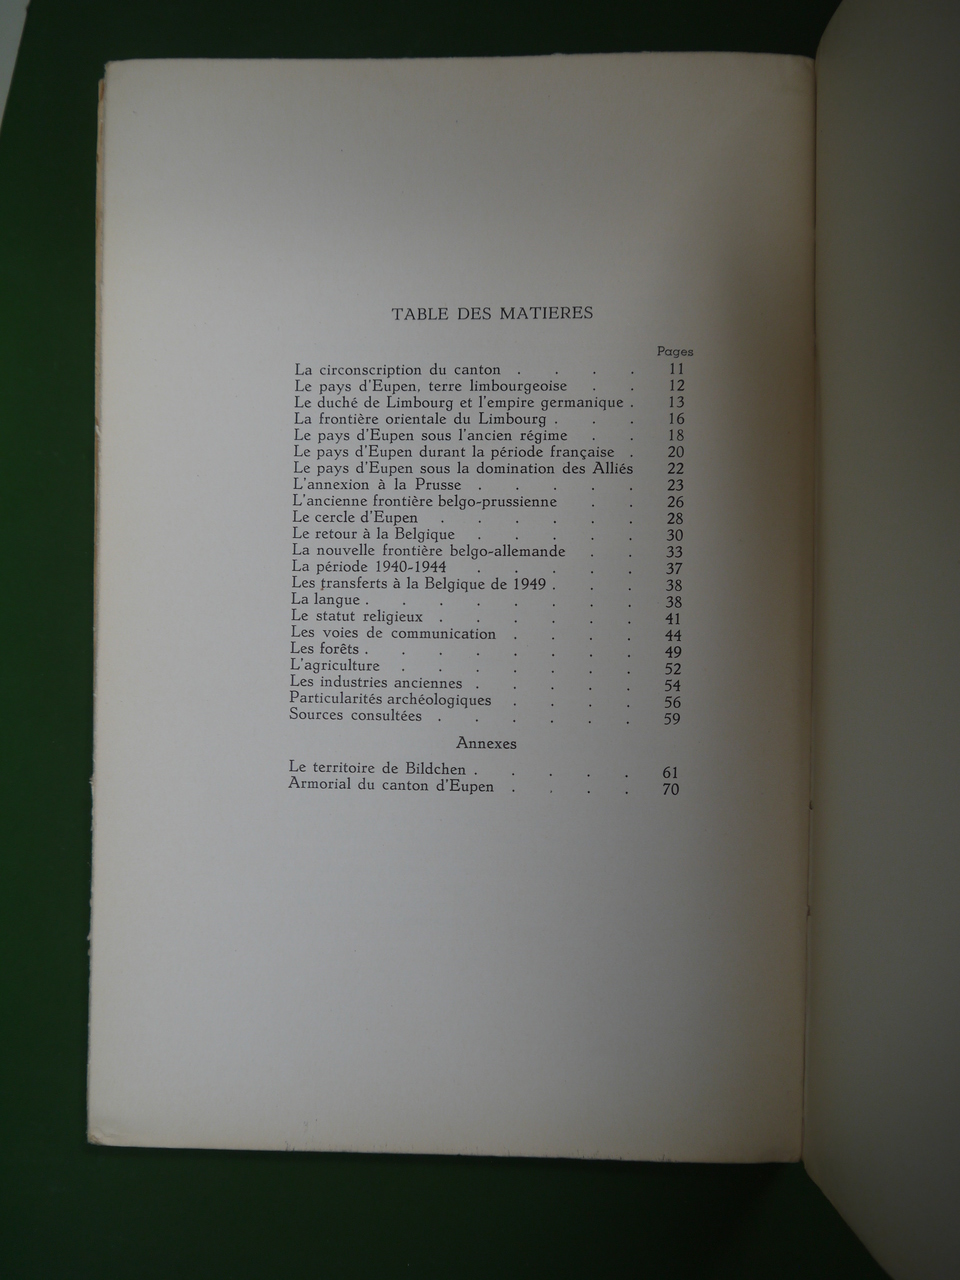 TABLE DES MATIERES
Pages
La circonscription du canton . . . . 11
Le pays d'Eupen, terre limbourgeoise . . 12
Le duché de Limbourg et l'empire germanique . 13
La frontière orientale du Limbourg . . . 16
Le pays d'Eupen sous l'ancien régime . . 18
Le pays d'Eupen durant la période française . 20
Le pays d'Eupen sous la domination des Alliés 22
L'annexion à la Prusse . . . . . 23
L'ancienne frontière belgo-prussienne . . 26
Le cercle d'Eupen . . . . . . 28
Le retour à la Belgique . . . . . 30
La nouvelle frontière belgo-allemande . . 33
La période 1940-1944 . . . . . 37
Les transferts à la Belgique de 1949 . . . 38
La langue . . . . . . . . 38
Le statut religieux . . . . . . 41
Les voies de communication . . . . 44
Les forêts . . . . . . . . 49
L'agriculture . . . . . . . 52
Les industries anciennes . . . . . 54
Particularités archéologiques . . . . 56
Sources consultées . . . . . . 59
Annexes
Le territoire de Bildchen . . . . . 61
Armorial du canton d'Eupen . . . . 70